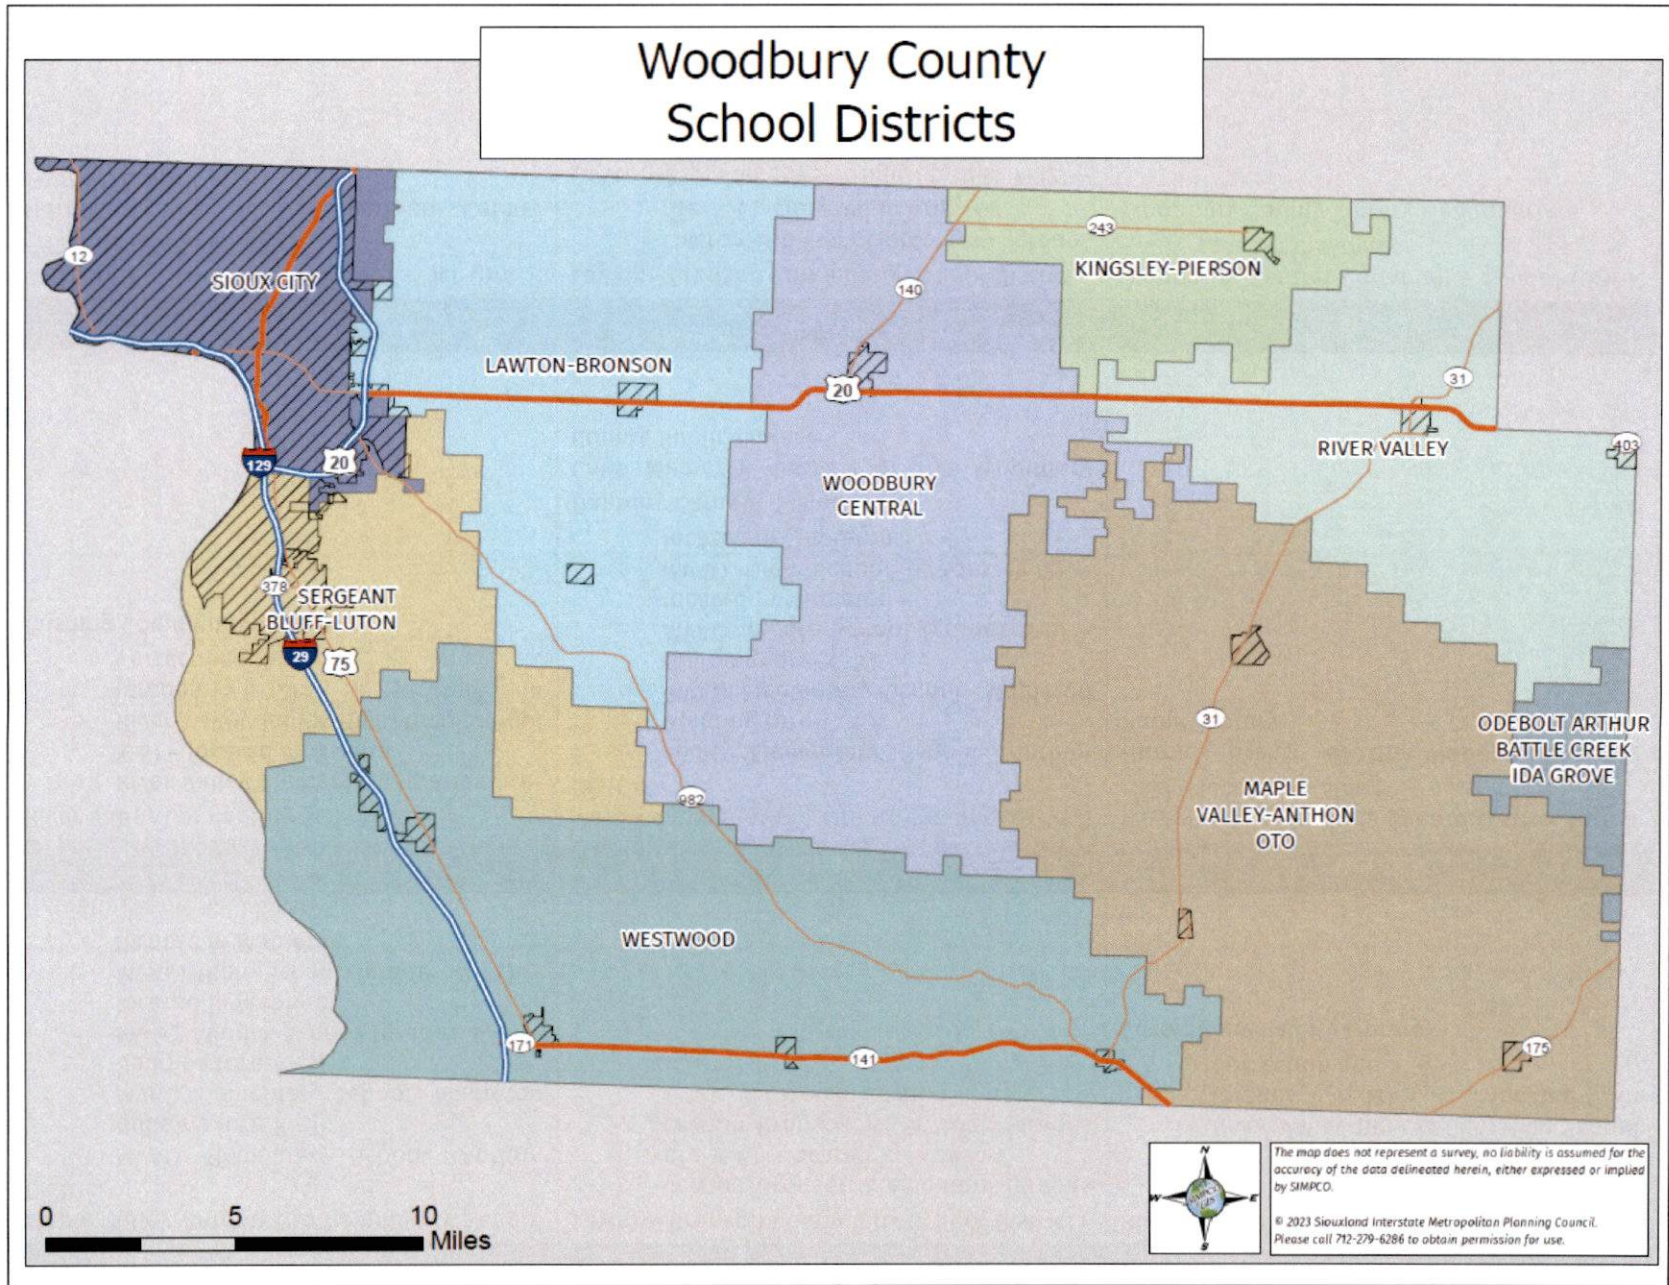 Woodbury County
School Districts
12
SIOUX CITY
243
KINGSLEY-PIERSON
140
LAWTON-BRONSON
20
31
403
RIVER VALLEY
129
20
WOODBURY
CENTRAL
378
SERGEANT
BLUFF-LUTON
29
75
31
ODEBOLT ARTHUR
BATTLE CREEK
IDA GROVE
982
MAPLE
VALLEY-ANTHON
OTO
WESTWOOD
171
141
175
N
W
E
S
SIMPCO
GIS
The map does not represent a survey, no liability is assumed for the
accuracy of the data delineated herein, either expressed or implied
by SIMPCO.
© 2023 Siouxland Interstate Metropolitan Planning Council.
Please call 712-279-6286 to obtain permission for use.
0 5 10
Miles